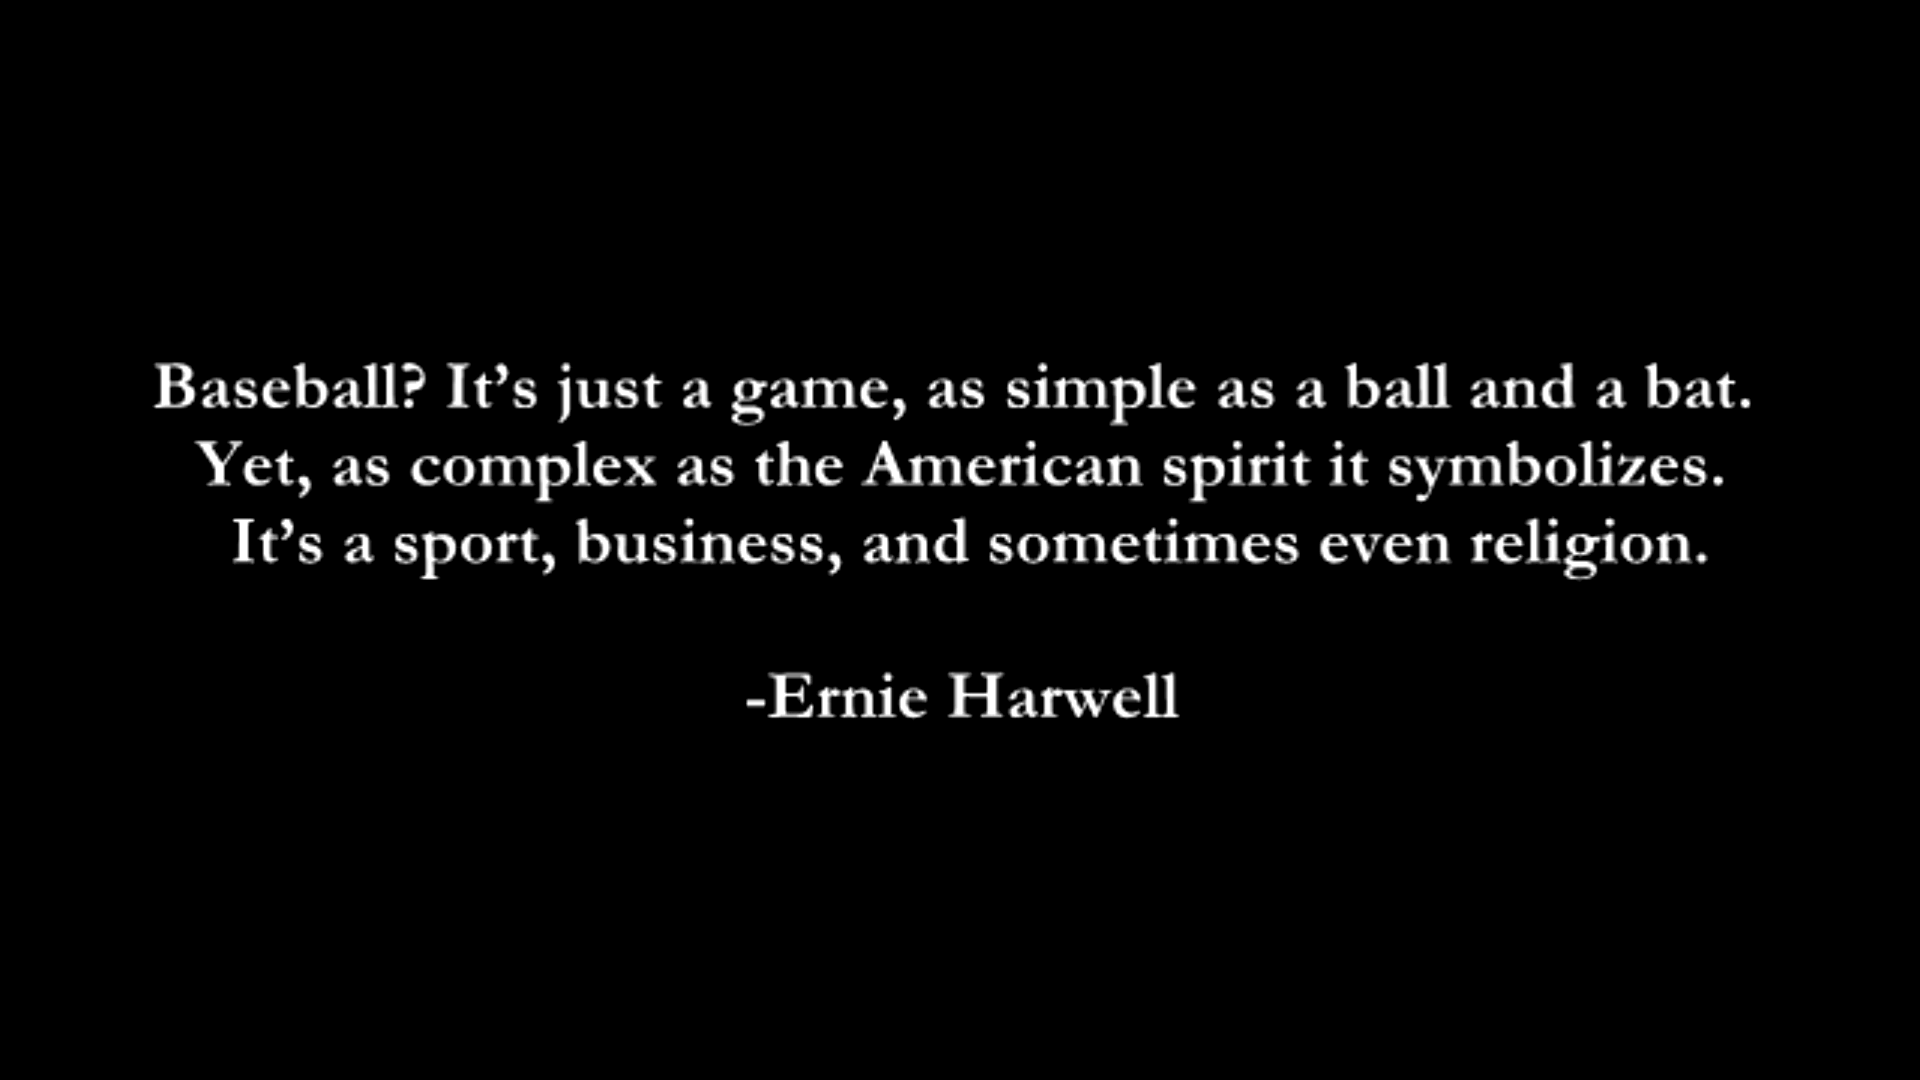 Baseball? It’s just a game, as simple as a ball and a bat.
Yet, as complex as the American spirit it symbolizes.
It’s a sport, business, and sometimes even religion.
-Ernie Harwell